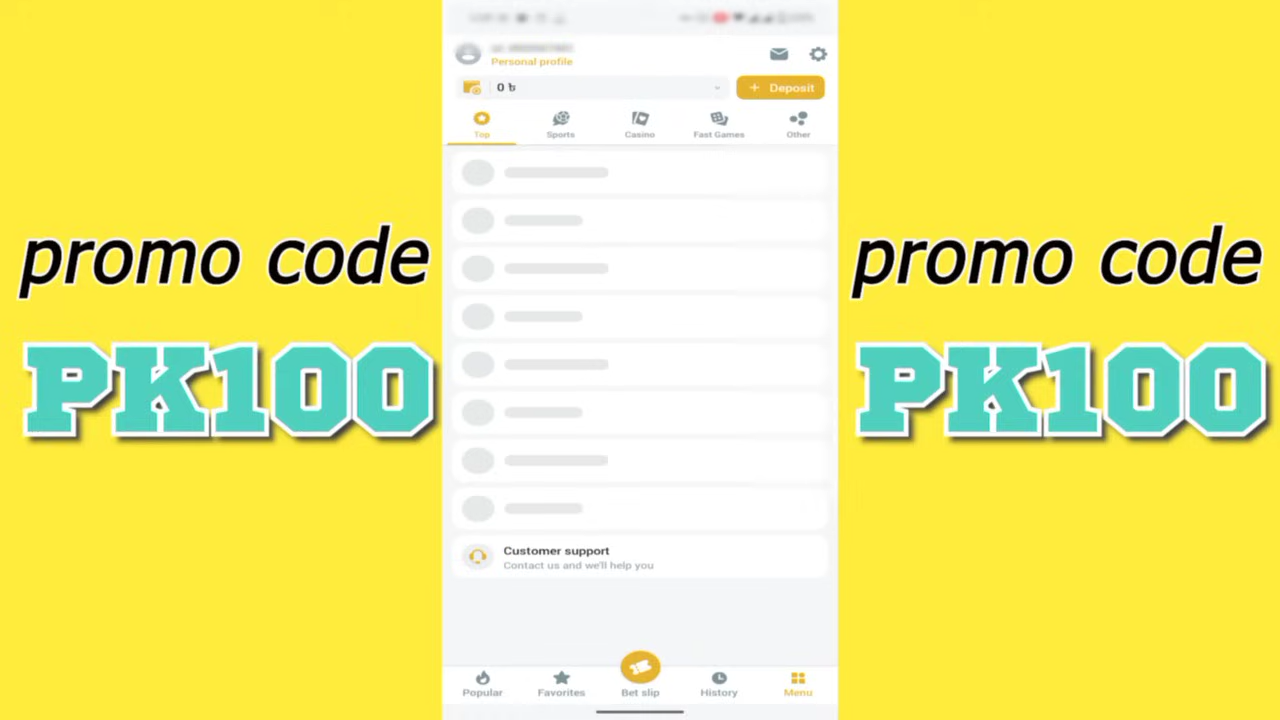 Personal profile
0 ৳
+ Deposit
Top
Sports
Casino
Fast Games
Other
promo code
PK100
promo code
PK100
Customer support
Contact us and we'll help you
Popular
Favorites
Bet slip
History
Menu